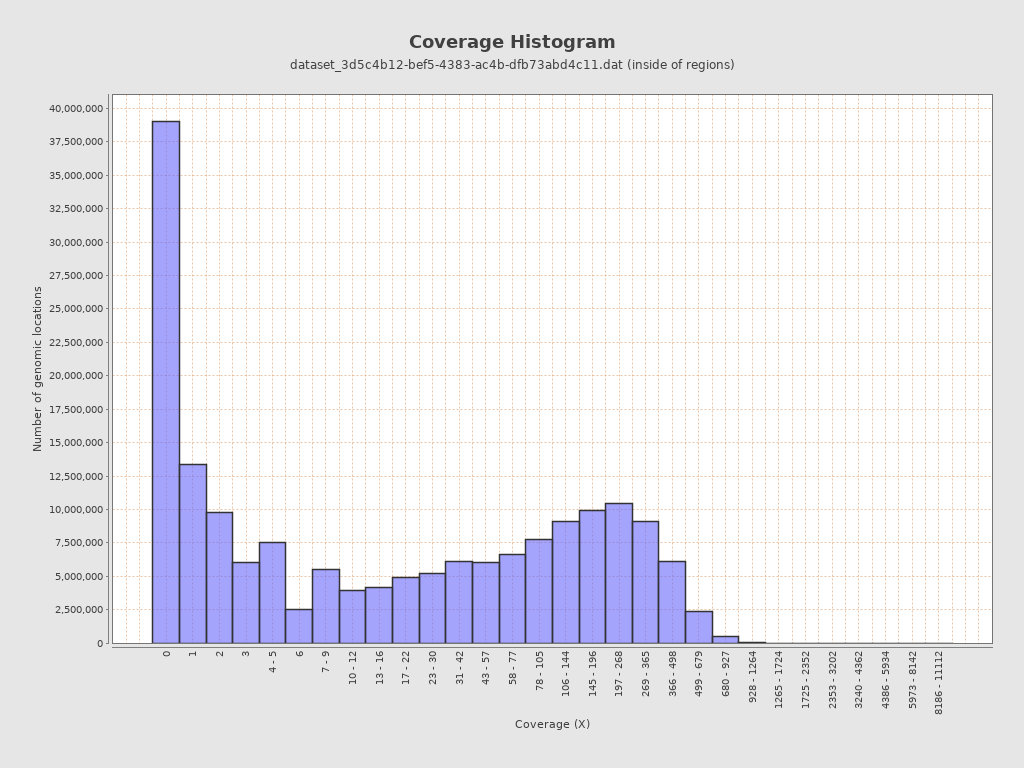 Coverage Histogram
dataset_3d5c4b12-bef5-4383-ac4b-dfb73abd4c11.dat (inside of regions)
Number of genomic locations
40,000,000
37,500,000
35,000,000
32,500,000
30,000,000
27,500,000
25,000,000
22,500,000
20,000,000
17,500,000
15,000,000
12,500,000
10,000,000
7,500,000
5,000,000
2,500,000
0
0
1
2
3
4 - 5
6
7 - 9
10 - 12
13 - 16
17 - 22
23 - 30
31 - 42
43 - 57
58 - 77
78 - 105
106 - 144
145 - 196
197 - 268
269 - 365
366 - 498
499 - 679
680 - 927
928 - 1264
1265 - 1724
1725 - 2352
2353 - 3202
3240 - 4362
4386 - 5934
5973 - 8142
8186 - 11112
Coverage (X)